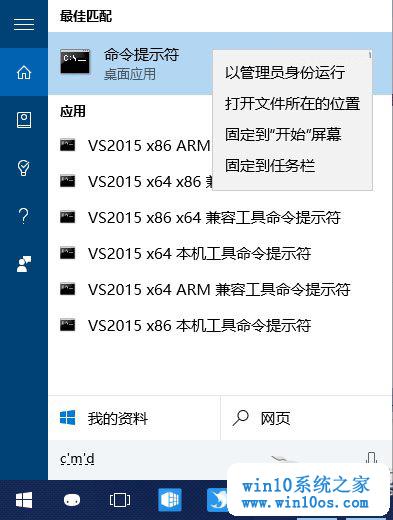 最佳匹配
命令提示符
桌面应用
以管理员身份运行
打开文件所在的位置
固定到"开始"屏幕
固定到任务栏
应用
VS2015 x86 ARM
VS2015 x64 x86 兼
VS2015 x86 x64 兼容工具命令提示符
VS2015 x64 本机工具命令提示符
VS2015 x64 ARM 兼容工具命令提示符
VS2015 x86 本机工具命令提示符
我的资料
网页
c'm'd
win10系统之家
www.win10os.com